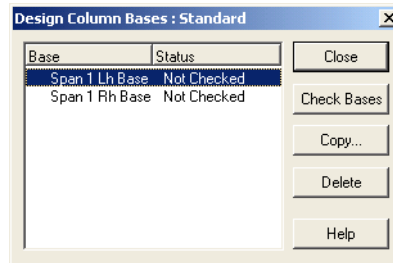 Design Column Bases : Standard
Base Status
Span 1 Lh Base Not Checked
Span 1 Rh Base Not Checked
Close
Check Bases
Copy...
Delete
Help